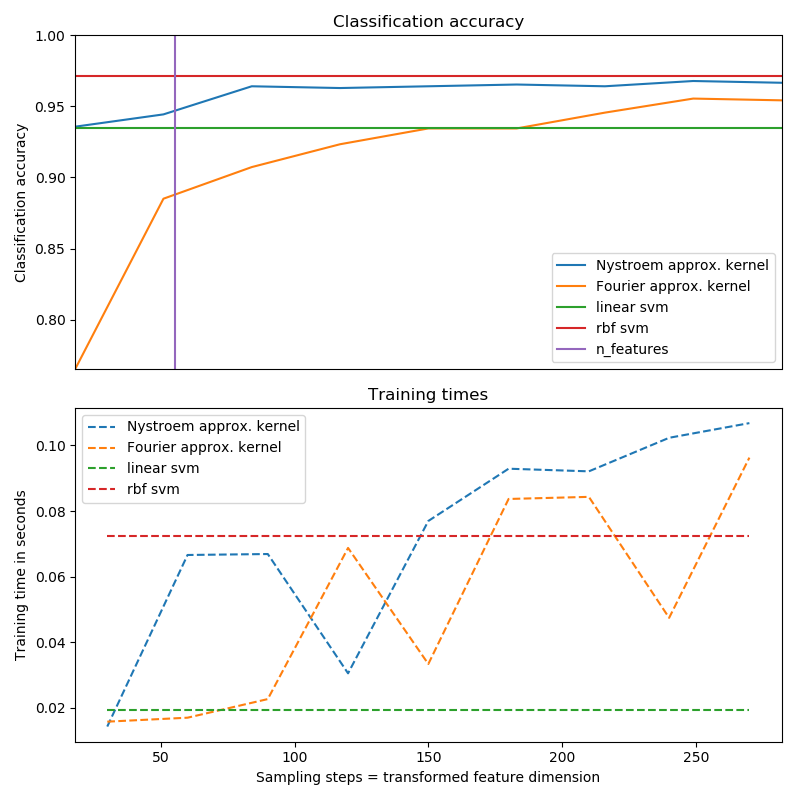 Classification accuracy
1.00
0.95
0.90
0.85
0.80
Classification accuracy
Nystroem approx. kernel
Fourier approx. kernel
linear svm
rbf svm
n_features
Training times
Nystroem approx. kernel
Fourier approx. kernel
linear svm
rbf svm
0.10
0.08
0.06
0.04
0.02
Training time in seconds
50
100
150
200
250
Sampling steps = transformed feature dimension